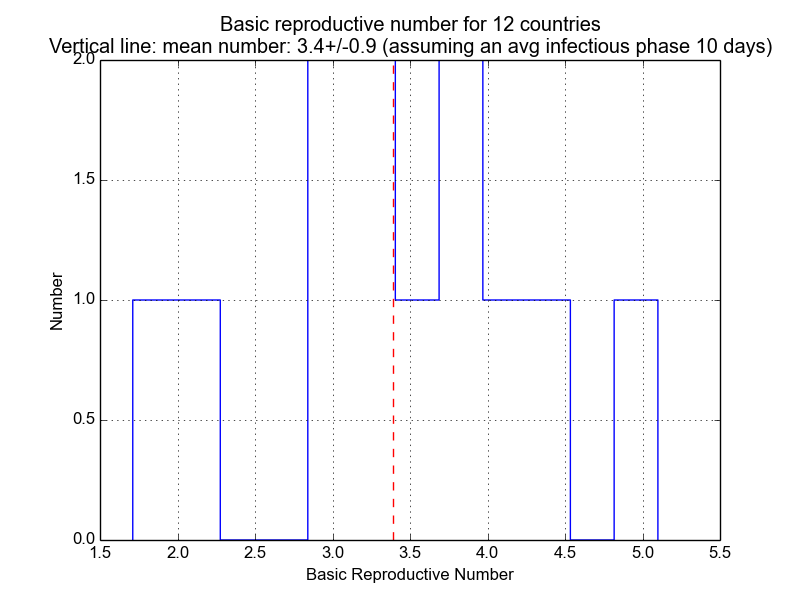 Basic reproductive number for 12 countries
Vertical line: mean number: 3.4+/-0.9 (assuming an avg infectious phase 10 days)
2.0
1.5
1.0
0.5
0.0
Number
1.5 2.0 2.5 3.0 3.5 4.0 4.5 5.0 5.5
Basic Reproductive Number